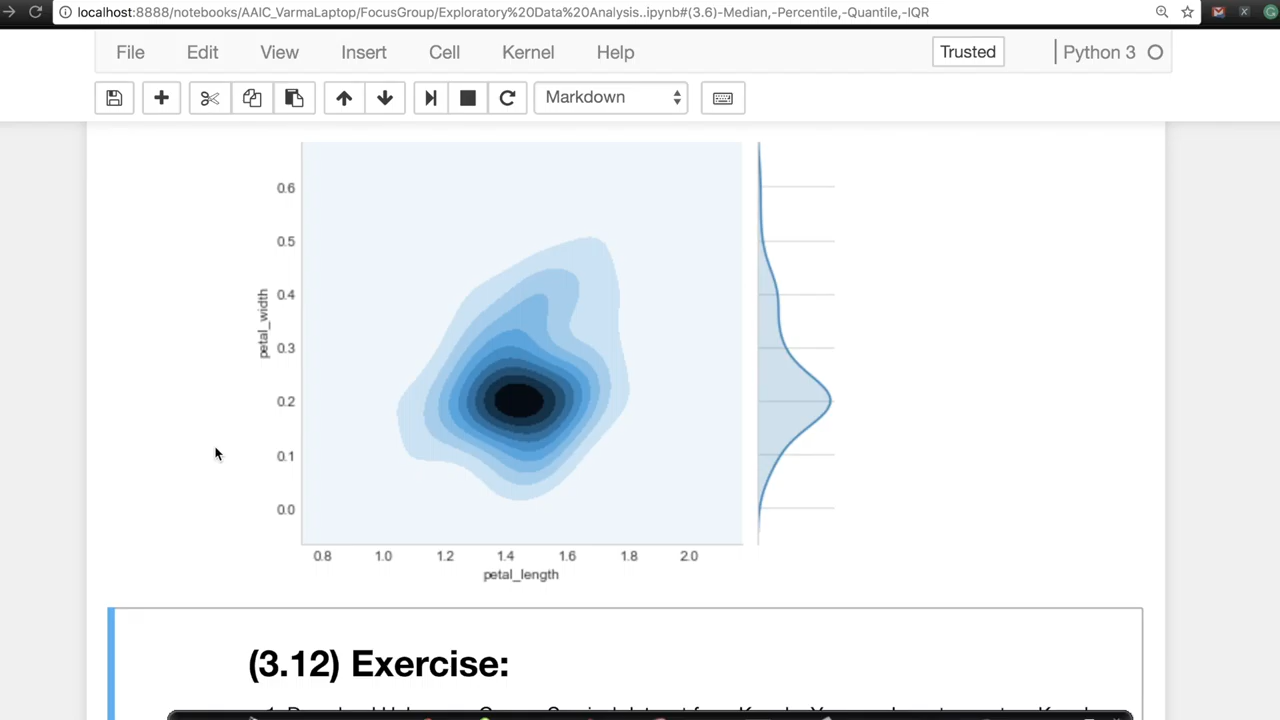 localhost:8888/notebooks/AAIC_VarmaLaptop/FocusGroup/Exploratory%20Data%20Analysis..ipynb#(3.6)-Median,-Percentile,-Quantile,-IQR
File Edit View Insert Cell Kernel Help Trusted Python 3
Markdown
0.6
0.5
0.4
0.3
0.2
0.1
0.0
petal_width
0.8 1.0 1.2 1.4 1.6 1.8 2.0
petal_length
(3.12) Exercise: